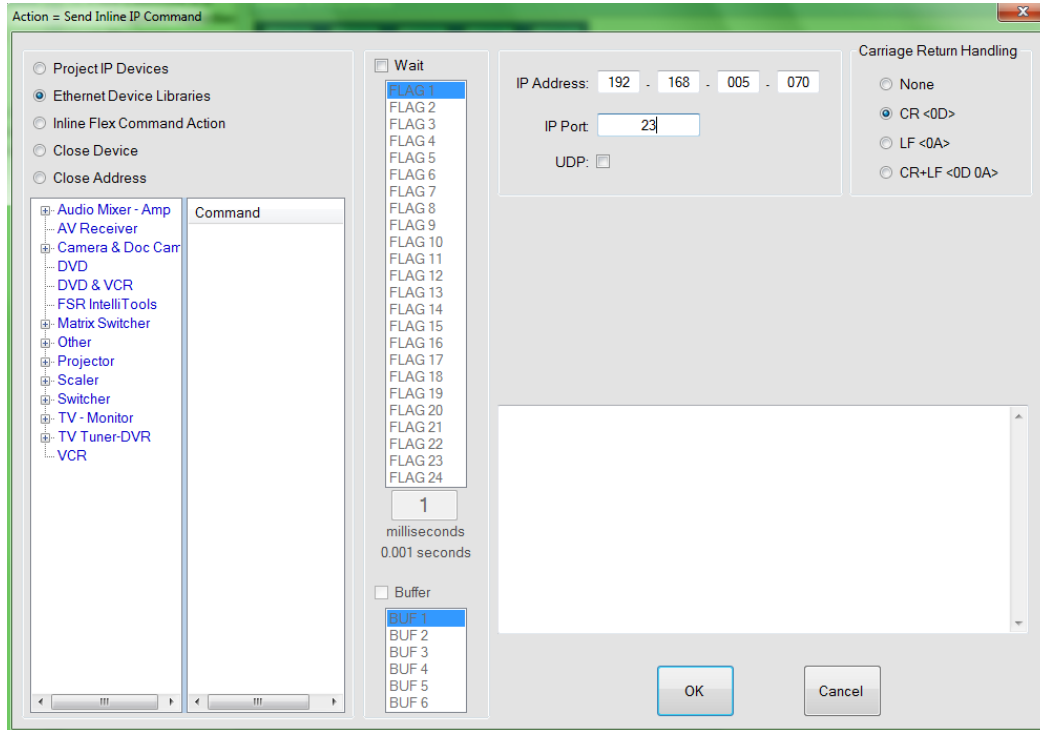 Action = Send Inline IP Command
Project IP Devices
Ethernet Device Libraries
Inline Flex Command Action
Close Device
Close Address
Audio Mixer - Amp
AV Receiver
Camera & Doc Cam
DVD
DVD & VCR
FSR IntelliTools
Matrix Switcher
Other
Projector
Scaler
Switcher
TV - Monitor
TV Tuner-DVR
VCR
Command
Wait
FLAG 1
FLAG 2
FLAG 3
FLAG 4
FLAG 5
FLAG 6
FLAG 7
FLAG 8
FLAG 9
FLAG 10
FLAG 11
FLAG 12
FLAG 13
FLAG 14
FLAG 15
FLAG 16
FLAG 17
FLAG 18
FLAG 19
FLAG 20
FLAG 21
FLAG 22
FLAG 23
FLAG 24
1
milliseconds
0.001 seconds
Buffer
BUF 1
BUF 2
BUF 3
BUF 4
BUF 5
BUF 6
IP Address: 192 . 168 . 005 . 070
IP Port: 23
UDP:
Carriage Return Handling
None
CR <0D>
LF <0A>
CR+LF <0D 0A>
OK
Cancel